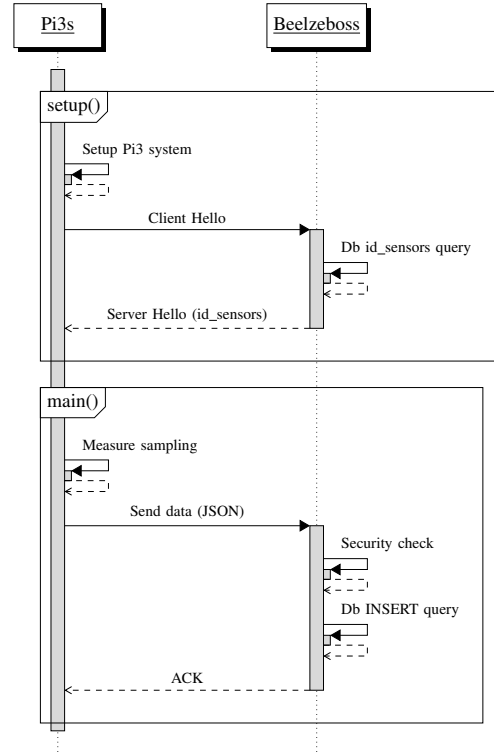 Pi3s
Beelzeboss
setup()
Setup Pi3 system
Client Hello
Db id_sensors query
Server Hello (id_sensors)
main()
Measure sampling
Send data (JSON)
Security check
Db INSERT query
ACK